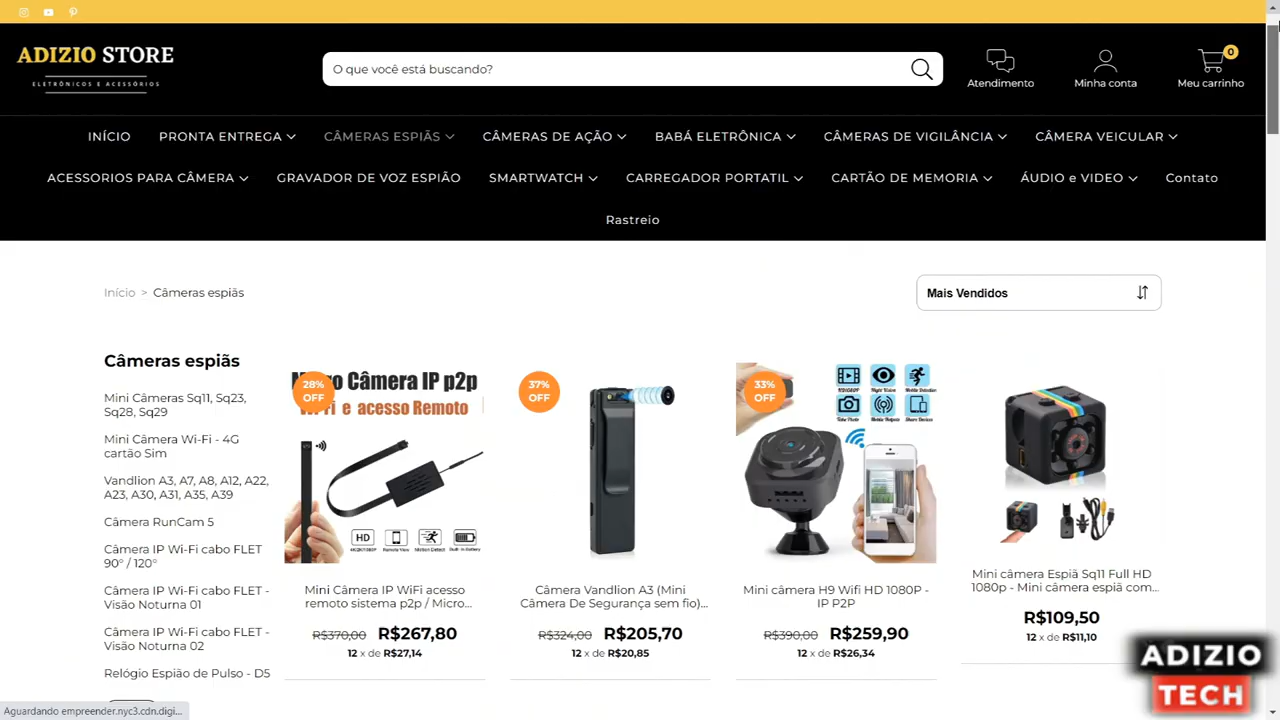 ADIZIO STORE
ELETRÔNICOS E ACESSÓRIOS
O que você está buscando?
Atendimento
Minha conta
0
Meu carrinho
INÍCIO
PRONTA ENTREGA
CÂMERAS ESPIÃS
CÂMERAS DE AÇÃO
BABÁ ELETRÔNICA
CÂMERAS DE VIGILÂNCIA
CÂMERA VEICULAR
ACESSORIOS PARA CÂMERA
GRAVADOR DE VOZ ESPIÃO
SMARTWATCH
CARREGADOR PORTATIL
CARTÃO DE MEMORIA
ÁUDIO e VIDEO
Contato
Rastreio
Início > Câmeras espiãs
Mais Vendidos
Câmeras espiãs
Mini Câmeras Sq11, Sq23,
Sq28, Sq29
Mini Câmera Wi-Fi - 4G
cartão Sim
Vandlion A3, A7, A8, A12, A22,
A23, A30, A31, A35, A39
Câmera RunCam 5
Câmera IP Wi-Fi cabo FLET
90° / 120°
Câmera IP Wi-Fi cabo FLET -
Visão Noturna 01
Câmera IP Wi-Fi cabo FLET -
Visão Noturna 02
Relógio Espião de Pulso - D5
28%
OFF
Câmera IP p2p
e acesso Remoto
HD
Remote View
Motion Detect
Built-in Battery
Mini Câmera IP WiFi acesso
remoto sistema p2p / Micro...
R$370,00 R$267,80
12 x de R$27,14
37%
OFF
Câmera Vandlion A3 (Mini
Câmera De Segurança sem fio)...
R$324,00 R$205,70
12 x de R$20,85
33%
OFF
Night Vision
Mini câmera H9 Wifi HD 1080P -
IP P2P
R$390,00 R$259,90
12 x de R$26,34
Mini câmera Espiã Sq11 Full HD
1080p - Mini câmera espiã com...
R$109,50
12 x de R$11,10
ADIZIO
TECH
Aguardando empreender.nyc3.cdn.digi...